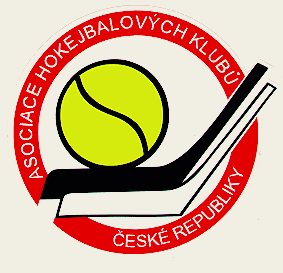 ASOCIACE HOKEJBALOVÝCH KLUBŮ
ČESKÉ REPUBLIKY